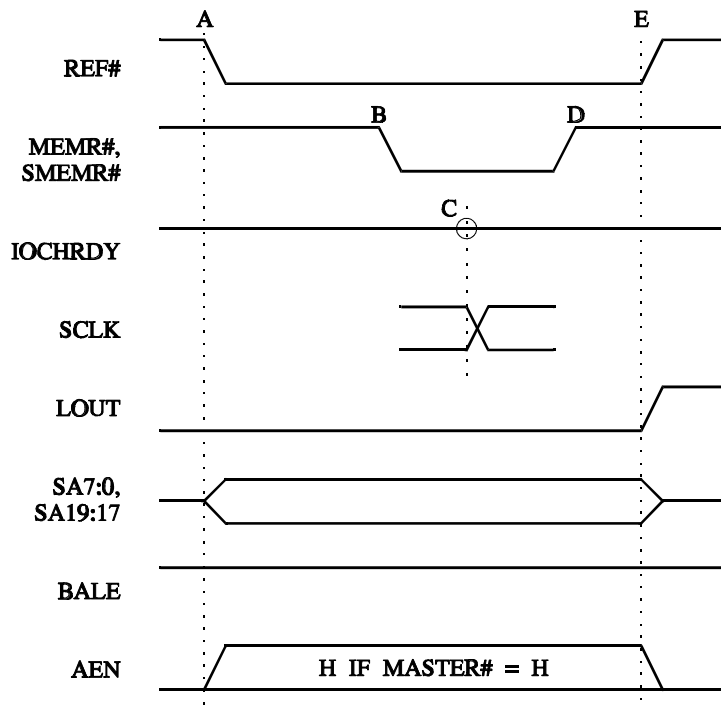 A
E
REF#
B
D
MEMR#,
SMEMR#
C
IOCHRDY
SCLK
LOUT
SA7:0,
SA19:17
BALE
AEN
H IF MASTER# = H